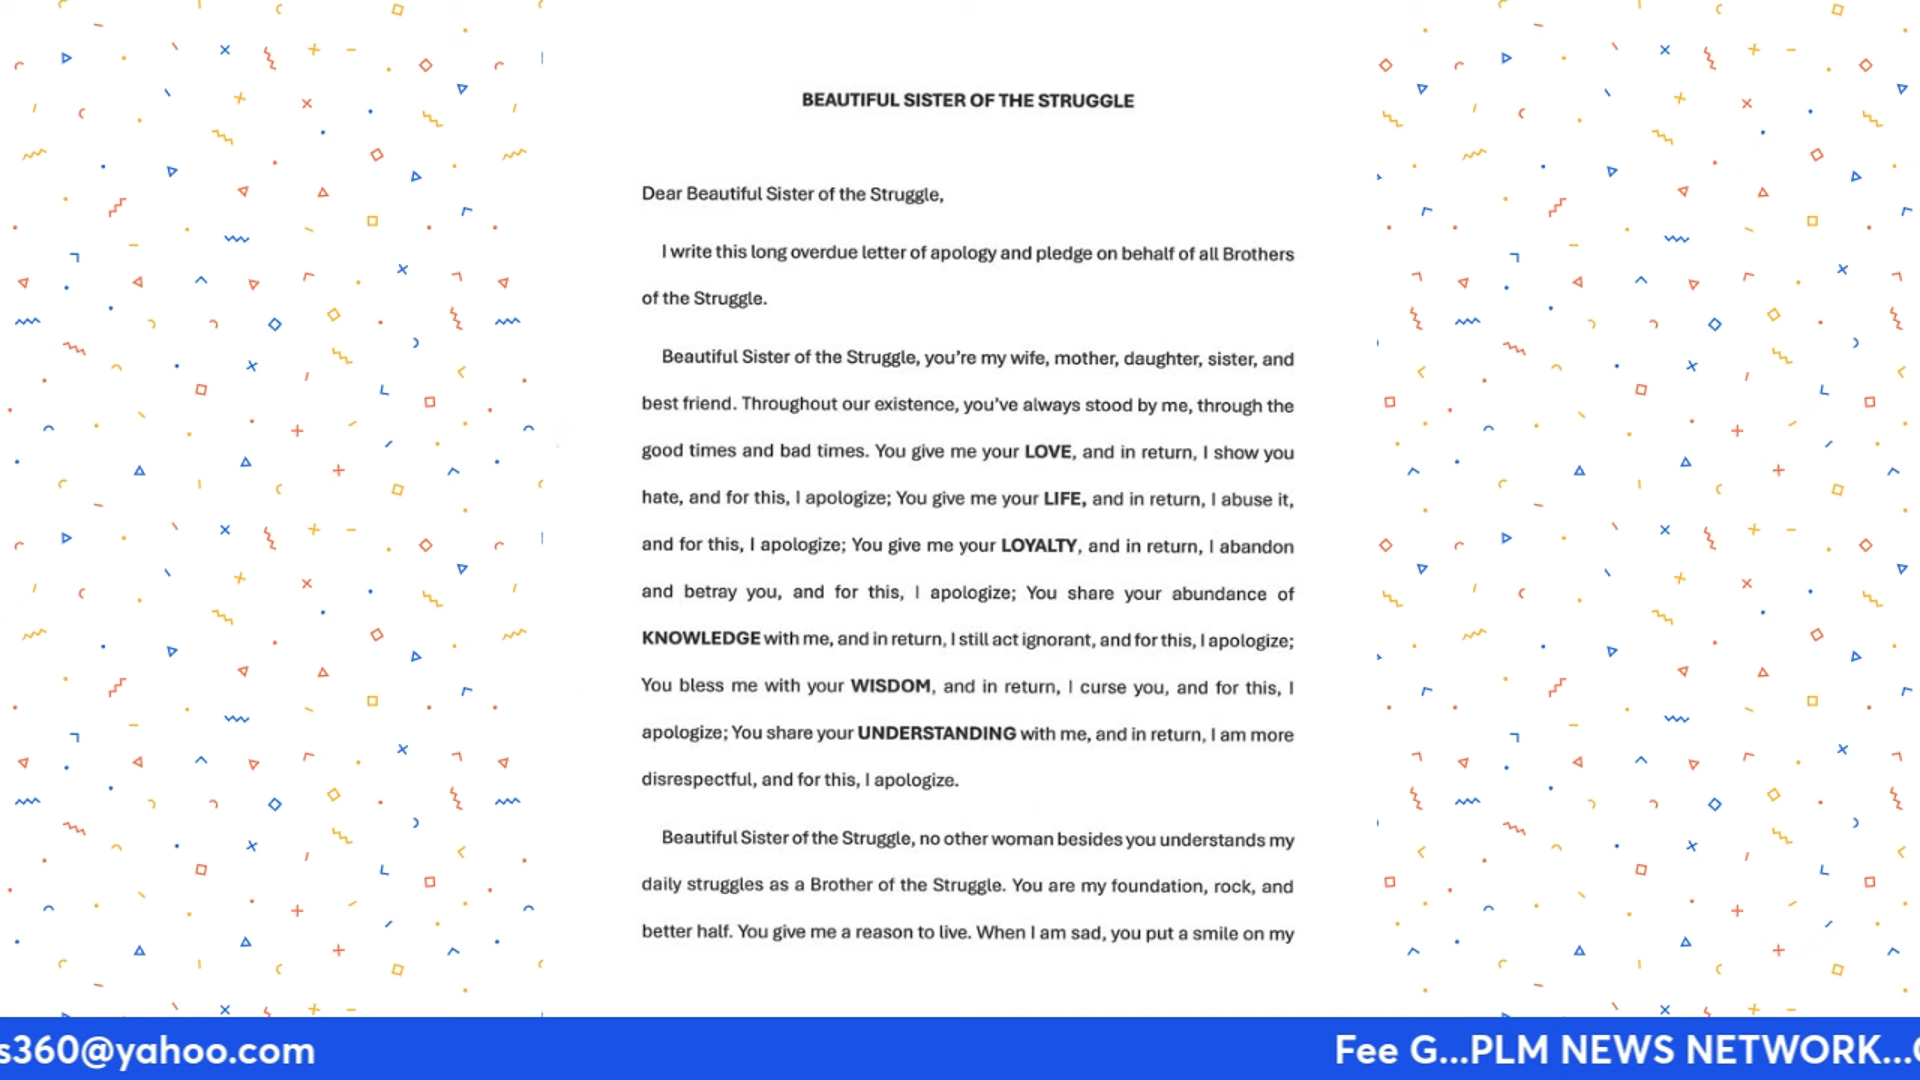 BEAUTIFUL SISTER OF THE STRUGGLE
Dear Beautiful Sister of the Struggle,
I write this long overdue letter of apology and pledge on behalf of all Brothers
of the Struggle.
Beautiful Sister of the Struggle, you’re my wife, mother, daughter, sister, and
best friend. Throughout our existence, you’ve always stood by me, through the
good times and bad times. You give me your LOVE, and in return, I show you
hate, and for this, I apologize; You give me your LIFE, and in return, I abuse it,
and for this, I apologize; You give me your LOYALTY, and in return, I abandon
and betray you, and for this, I apologize; You share your abundance of
KNOWLEDGE with me, and in return, I still act ignorant, and for this, I apologize;
You bless me with your WISDOM, and in return, I curse you, and for this, I
apologize; You share your UNDERSTANDING with me, and in return, I am more
disrespectful, and for this, I apologize.
Beautiful Sister of the Struggle, no other woman besides you understands my
daily struggles as a Brother of the Struggle. You are my foundation, rock, and
better half. You give me a reason to live. When I am sad, you put a smile on my
s360@yahoo.com Fee G...PLM NEWS NETWORK...